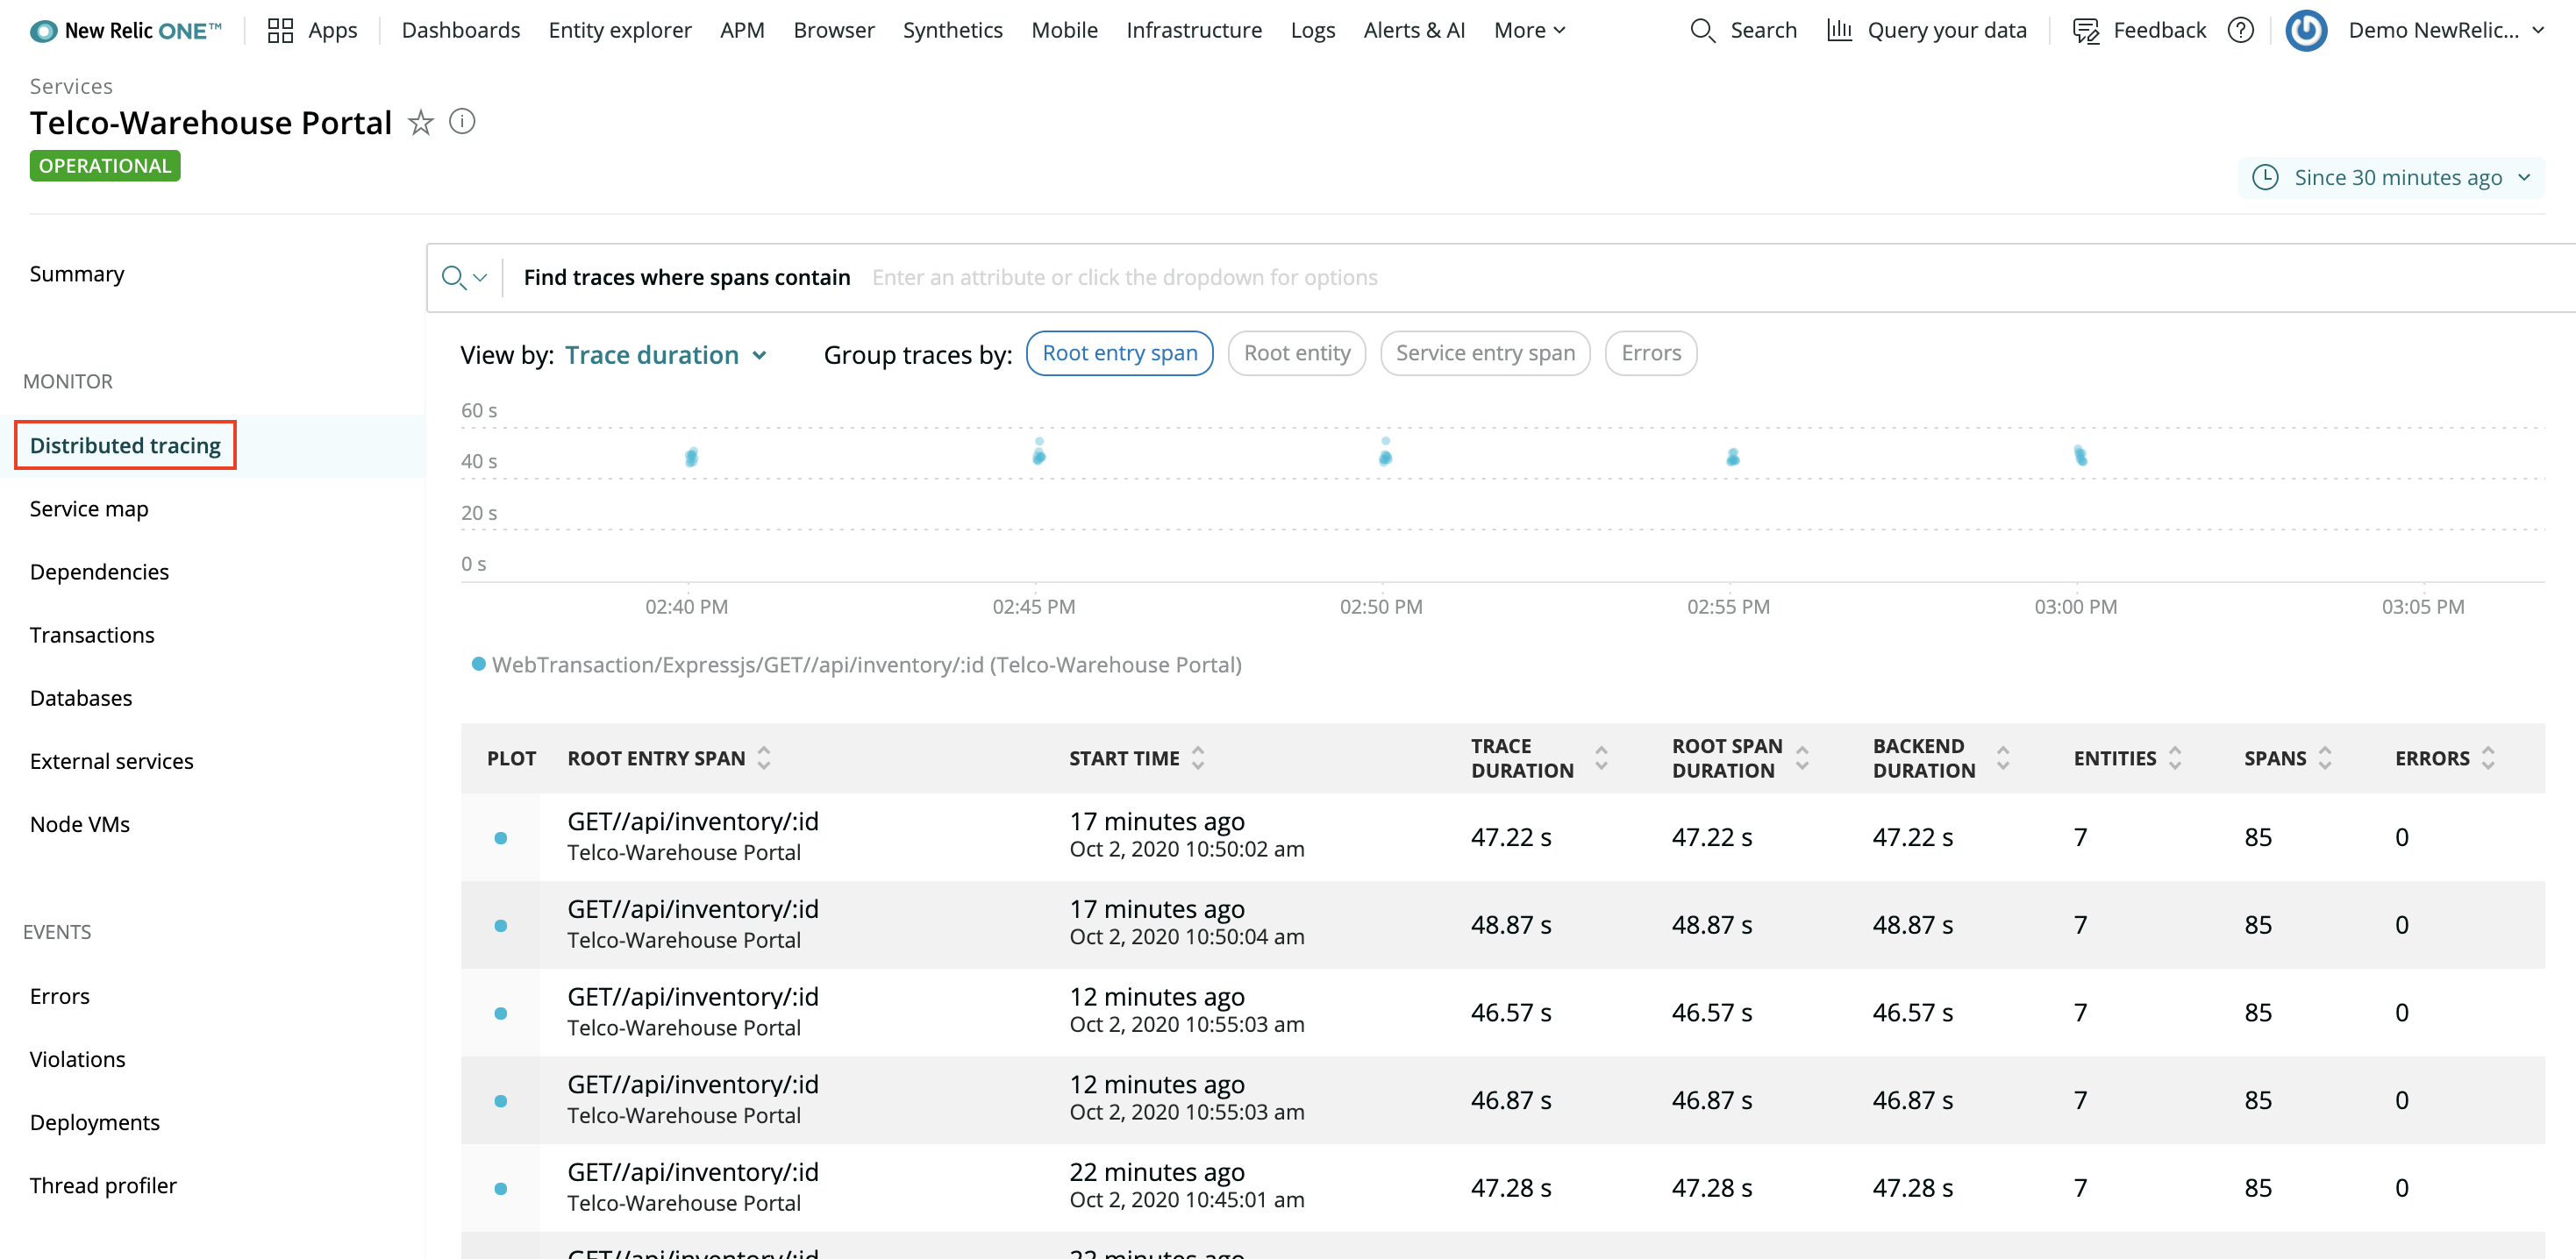 New Relic ONE™ Apps Dashboards Entity explorer APM Browser Synthetics Mobile Infrastructure Logs Alerts & AI More Search Query your data Feedback Demo NewRelic...
Services
Telco-Warehouse Portal
OPERATIONAL
Since 30 minutes ago
Summary
MONITOR
Distributed tracing
Service map
Dependencies
Transactions
Databases
External services
Node VMs
EVENTS
Errors
Violations
Deployments
Thread profiler
Find traces where spans contain Enter an attribute or click the dropdown for options
View by: Trace duration Group traces by: Root entry span Root entity Service entry span Errors
60 s
40 s
20 s
0 s
02:40 PM 02:45 PM 02:50 PM 02:55 PM 03:00 PM 03:05 PM
WebTransaction/Expressjs/GET//api/inventory/:id (Telco-Warehouse Portal)
PLOT ROOT ENTRY SPAN START TIME TRACE DURATION ROOT SPAN DURATION BACKEND DURATION ENTITIES SPANS ERRORS
GET//api/inventory/:id 17 minutes ago 47.22 s 47.22 s 47.22 s 7 85 0
Telco-Warehouse Portal Oct 2, 2020 10:50:02 am
GET//api/inventory/:id 17 minutes ago 48.87 s 48.87 s 48.87 s 7 85 0
Telco-Warehouse Portal Oct 2, 2020 10:50:04 am
GET//api/inventory/:id 12 minutes ago 46.57 s 46.57 s 46.57 s 7 85 0
Telco-Warehouse Portal Oct 2, 2020 10:55:03 am
GET//api/inventory/:id 12 minutes ago 46.87 s 46.87 s 46.87 s 7 85 0
Telco-Warehouse Portal Oct 2, 2020 10:55:03 am
GET//api/inventory/:id 22 minutes ago 47.28 s 47.28 s 47.28 s 7 85 0
Telco-Warehouse Portal Oct 2, 2020 10:45:01 am
GET//api/inventory/:id 22 minutes ago